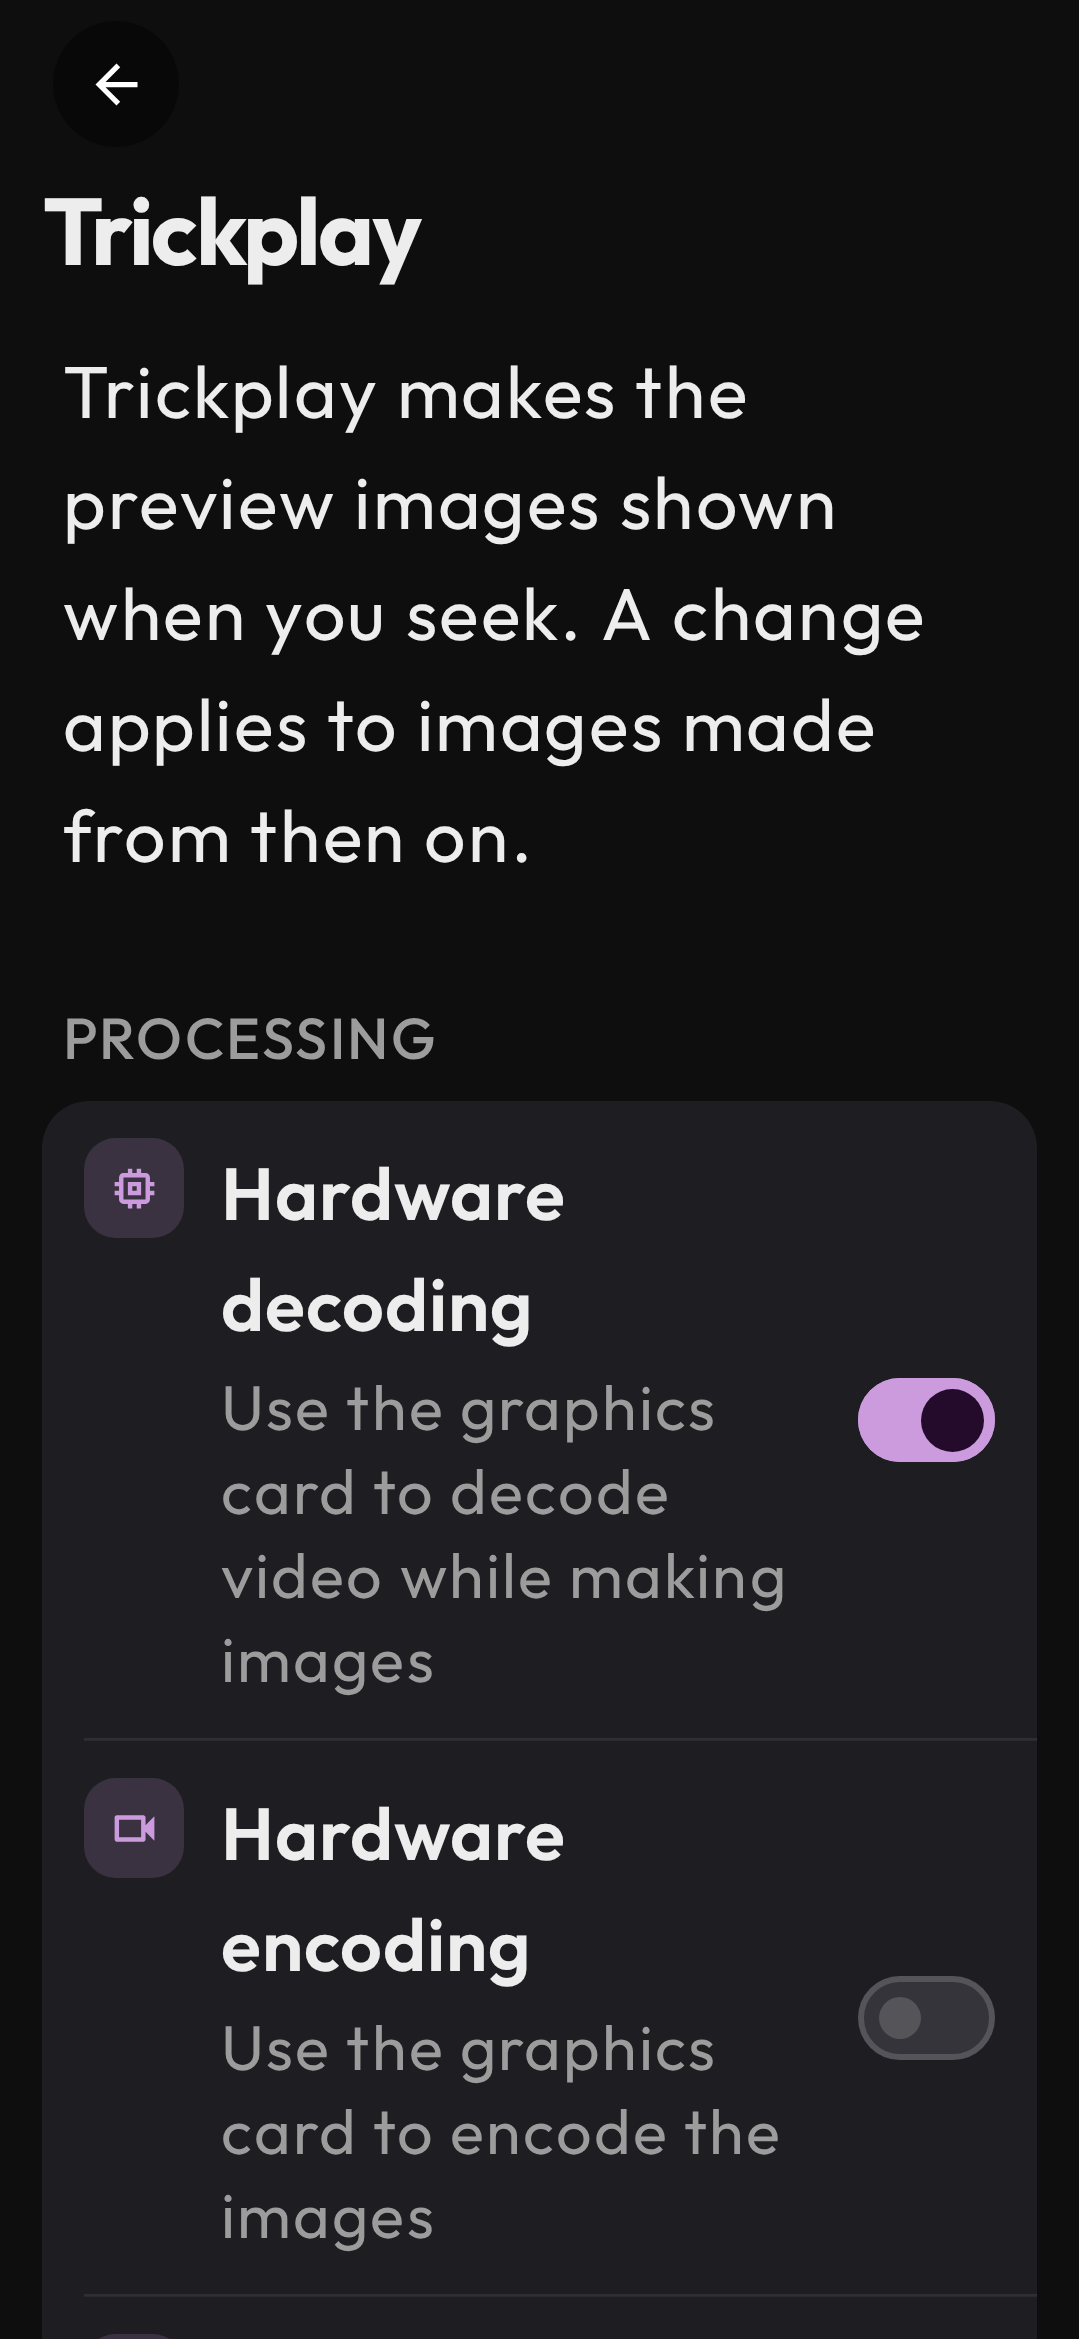 Trickplay
Trickplay makes the
preview images shown
when you seek. A change
applies to images made
from then on.
PROCESSING
Hardware
decoding
Use the graphics
card to decode
video while making
images
Hardware
encoding
Use the graphics
card to encode the
images